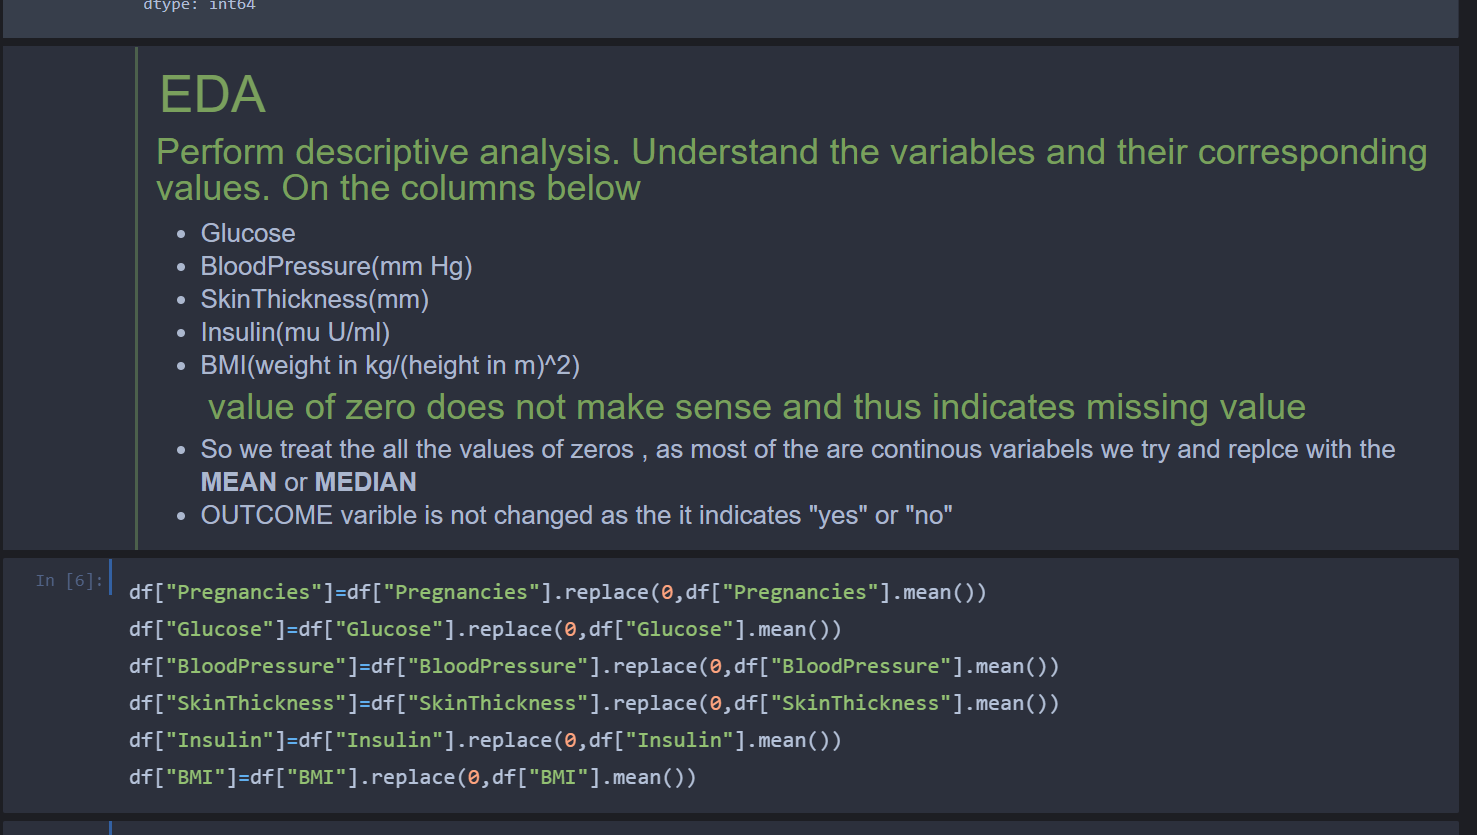 dtype: int64
EDA
Perform descriptive analysis. Understand the variables and their corresponding
values. On the columns below
• Glucose
• BloodPressure(mm Hg)
• SkinThickness(mm)
• Insulin(mu U/ml)
• BMI(weight in kg/(height in m)^2)
value of zero does not make sense and thus indicates missing value
• So we treat the all the values of zeros , as most of the are continous variabels we try and replce with the
MEAN or MEDIAN
• OUTCOME varible is not changed as the it indicates "yes" or "no"
In [6]:
df["Pregnancies"]=df["Pregnancies"].replace(0,df["Pregnancies"].mean())
df["Glucose"]=df["Glucose"].replace(0,df["Glucose"].mean())
df["BloodPressure"]=df["BloodPressure"].replace(0,df["BloodPressure"].mean())
df["SkinThickness"]=df["SkinThickness"].replace(0,df["SkinThickness"].mean())
df["Insulin"]=df["Insulin"].replace(0,df["Insulin"].mean())
df["BMI"]=df["BMI"].replace(0,df["BMI"].mean())